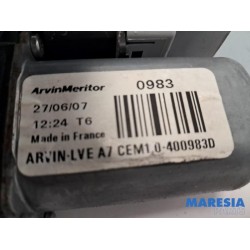 ArvinMeritor 0983
27/06/07
12:24 T6
Made in France
ARVIN-LVE A7 CEM1.0-400983D
MARESIA